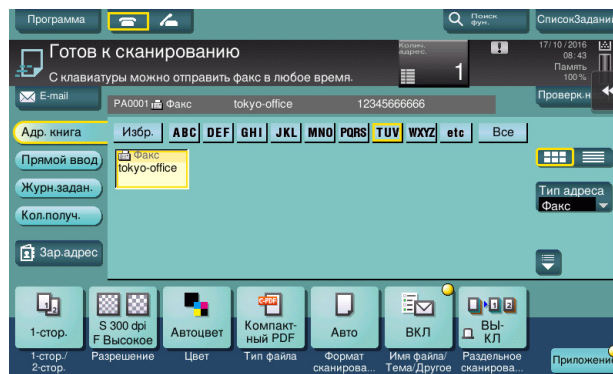 Программа
Поиск
фун.
СписокЗадани
Готов к сканированию
С клавиатуры можно отправить факс в любое время.
Колич.
адрес.
1
17/10/2016
08:43
Память
100%
E-mail
PA0001 Факс tokyo-office 12345666666
Проверк.н
Адр. книга
Избр. ABC DEF GHI JKL MNO PQRS TUV WXYZ etc Все
Факс
tokyo-office
Прямой ввод
Журн.задан.
Кол.получ.
Зар.адрес
Тип адреса
Факс
1-стор.
S 300 dpi
F Высокое
Автоцвет
cPDF
Компакт-
ный PDF
Авто
ВКЛ
ВЫ-
КЛ
1-стор./
2-стор.
Разрешение
Цвет
Тип файла
Формат
сканирова...
Имя файла/
Тема/Другое
Раздельное
сканирова...
Приложени